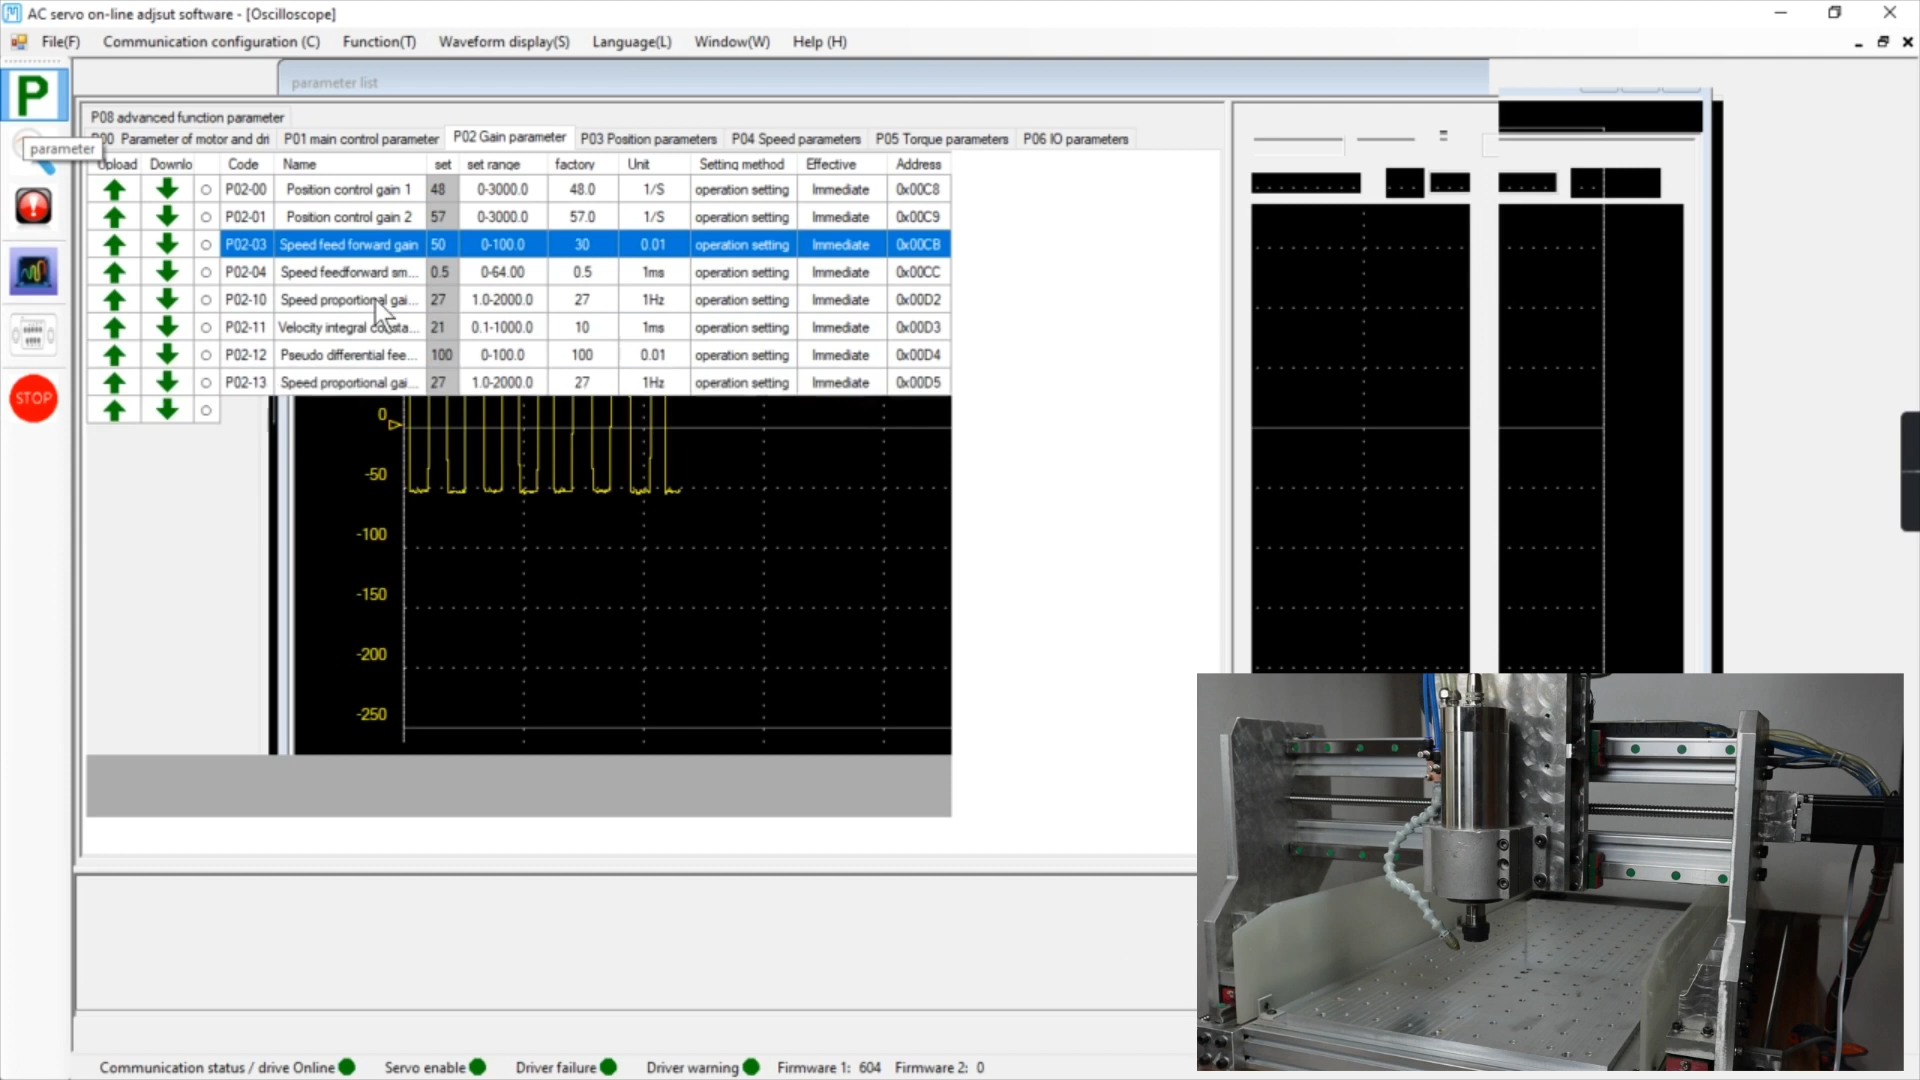 AC servo on-line adjsut software - [Oscilloscope]
File(F) Communication configuration (C) Function(T) Waveform display(S) Language(L) Window(W) Help (H)
parameter list
P
P08 advanced function parameter
P00 Parameter of motor and dri P01 main control parameter P02 Gain parameter P03 Position parameters P04 Speed parameters P05 Torque parameters P06 IO parameters
parameter
Upload Downlo Code Name set set range factory Unit Setting method Effective Address
P02-00 Position control gain 1 48 0-3000.0 48.0 1/S operation setting Immediate 0x00C8
P02-01 Position control gain 2 57 0-3000.0 57.0 1/S operation setting Immediate 0x00C9
P02-03 Speed feed forward gain 50 0-100.0 30 0.01 operation setting Immediate 0x00CB
P02-04 Speed feedforward sm... 0.5 0-64.00 0.5 1ms operation setting Immediate 0x00CC
P02-10 Speed proportional gai... 27 1.0-2000.0 27 1Hz operation setting Immediate 0x00D2
P02-11 Velocity integral consta... 21 0.1-1000.0 10 1ms operation setting Immediate 0x00D3
P02-12 Pseudo differential fee... 100 0-100.0 100 0.01 operation setting Immediate 0x00D4
P02-13 Speed proportional gai... 27 1.0-2000.0 27 1Hz operation setting Immediate 0x00D5
STOP
0
-50
-100
-150
-200
-250
Communication status / drive Online Servo enable Driver failure Driver warning Firmware 1: 604 Firmware 2: 0